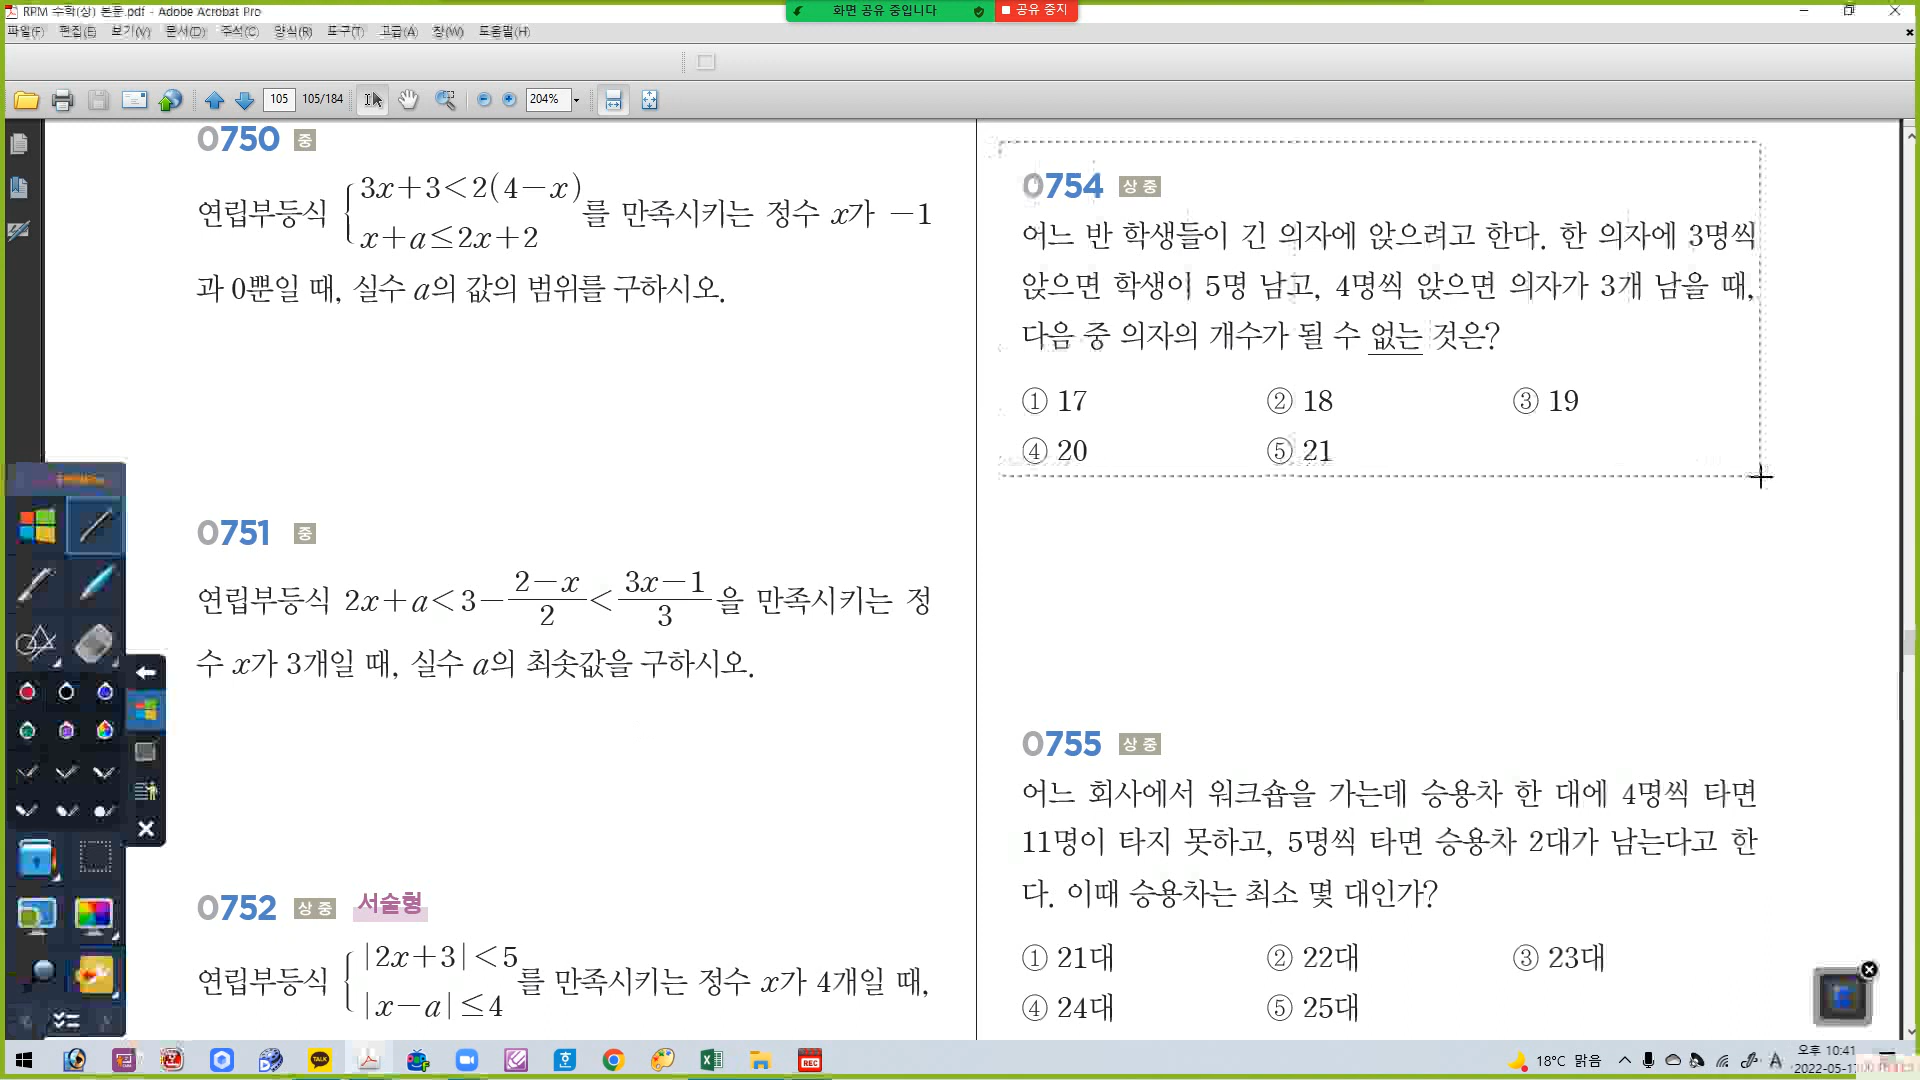 RPM 수학(상) 본문.pdf - Adobe Acrobat Pro
화면 공유 중입니다
공유 중지
파일(F) 편집(E) 보기(V) 문서(D) 주석(C) 양식(R) 도구(T) 고급(A) 창(W) 도움말(H)
105 105/184 204%
0750 중
연립부등식 { 3x+3<2(4-x)
x+a≤2x+2 를 만족시키는 정수 x가 -1
과 0뿐일 때, 실수 a의 값의 범위를 구하시오.
0751 중
연립부등식 2x+a<3-(2-x)/2<(3x-1)/3을 만족시키는 정
수 x가 3개일 때, 실수 a의 최솟값을 구하시오.
0752 상 중 서술형
연립부등식 { |2x+3|<5
|x-a|≤4 를 만족시키는 정수 x가 4개일 때,
0754 상 중
어느 반 학생들이 긴 의자에 앉으려고 한다. 한 의자에 3명씩
앉으면 학생이 5명 남고, 4명씩 앉으면 의자가 3개 남을 때,
다음 중 의자의 개수가 될 수 없는 것은?
① 17 ② 18 ③ 19
④ 20 ⑤ 21
0755 상 중
어느 회사에서 워크숍을 가는데 승용차 한 대에 4명씩 타면
11명이 타지 못하고, 5명씩 타면 승용차 2대가 남는다고 한
다. 이때 승용차는 최소 몇 대인가?
① 21대 ② 22대 ③ 23대
④ 24대 ⑤ 25대
TALK
REC
18°C 맑음
A
오후 10:41